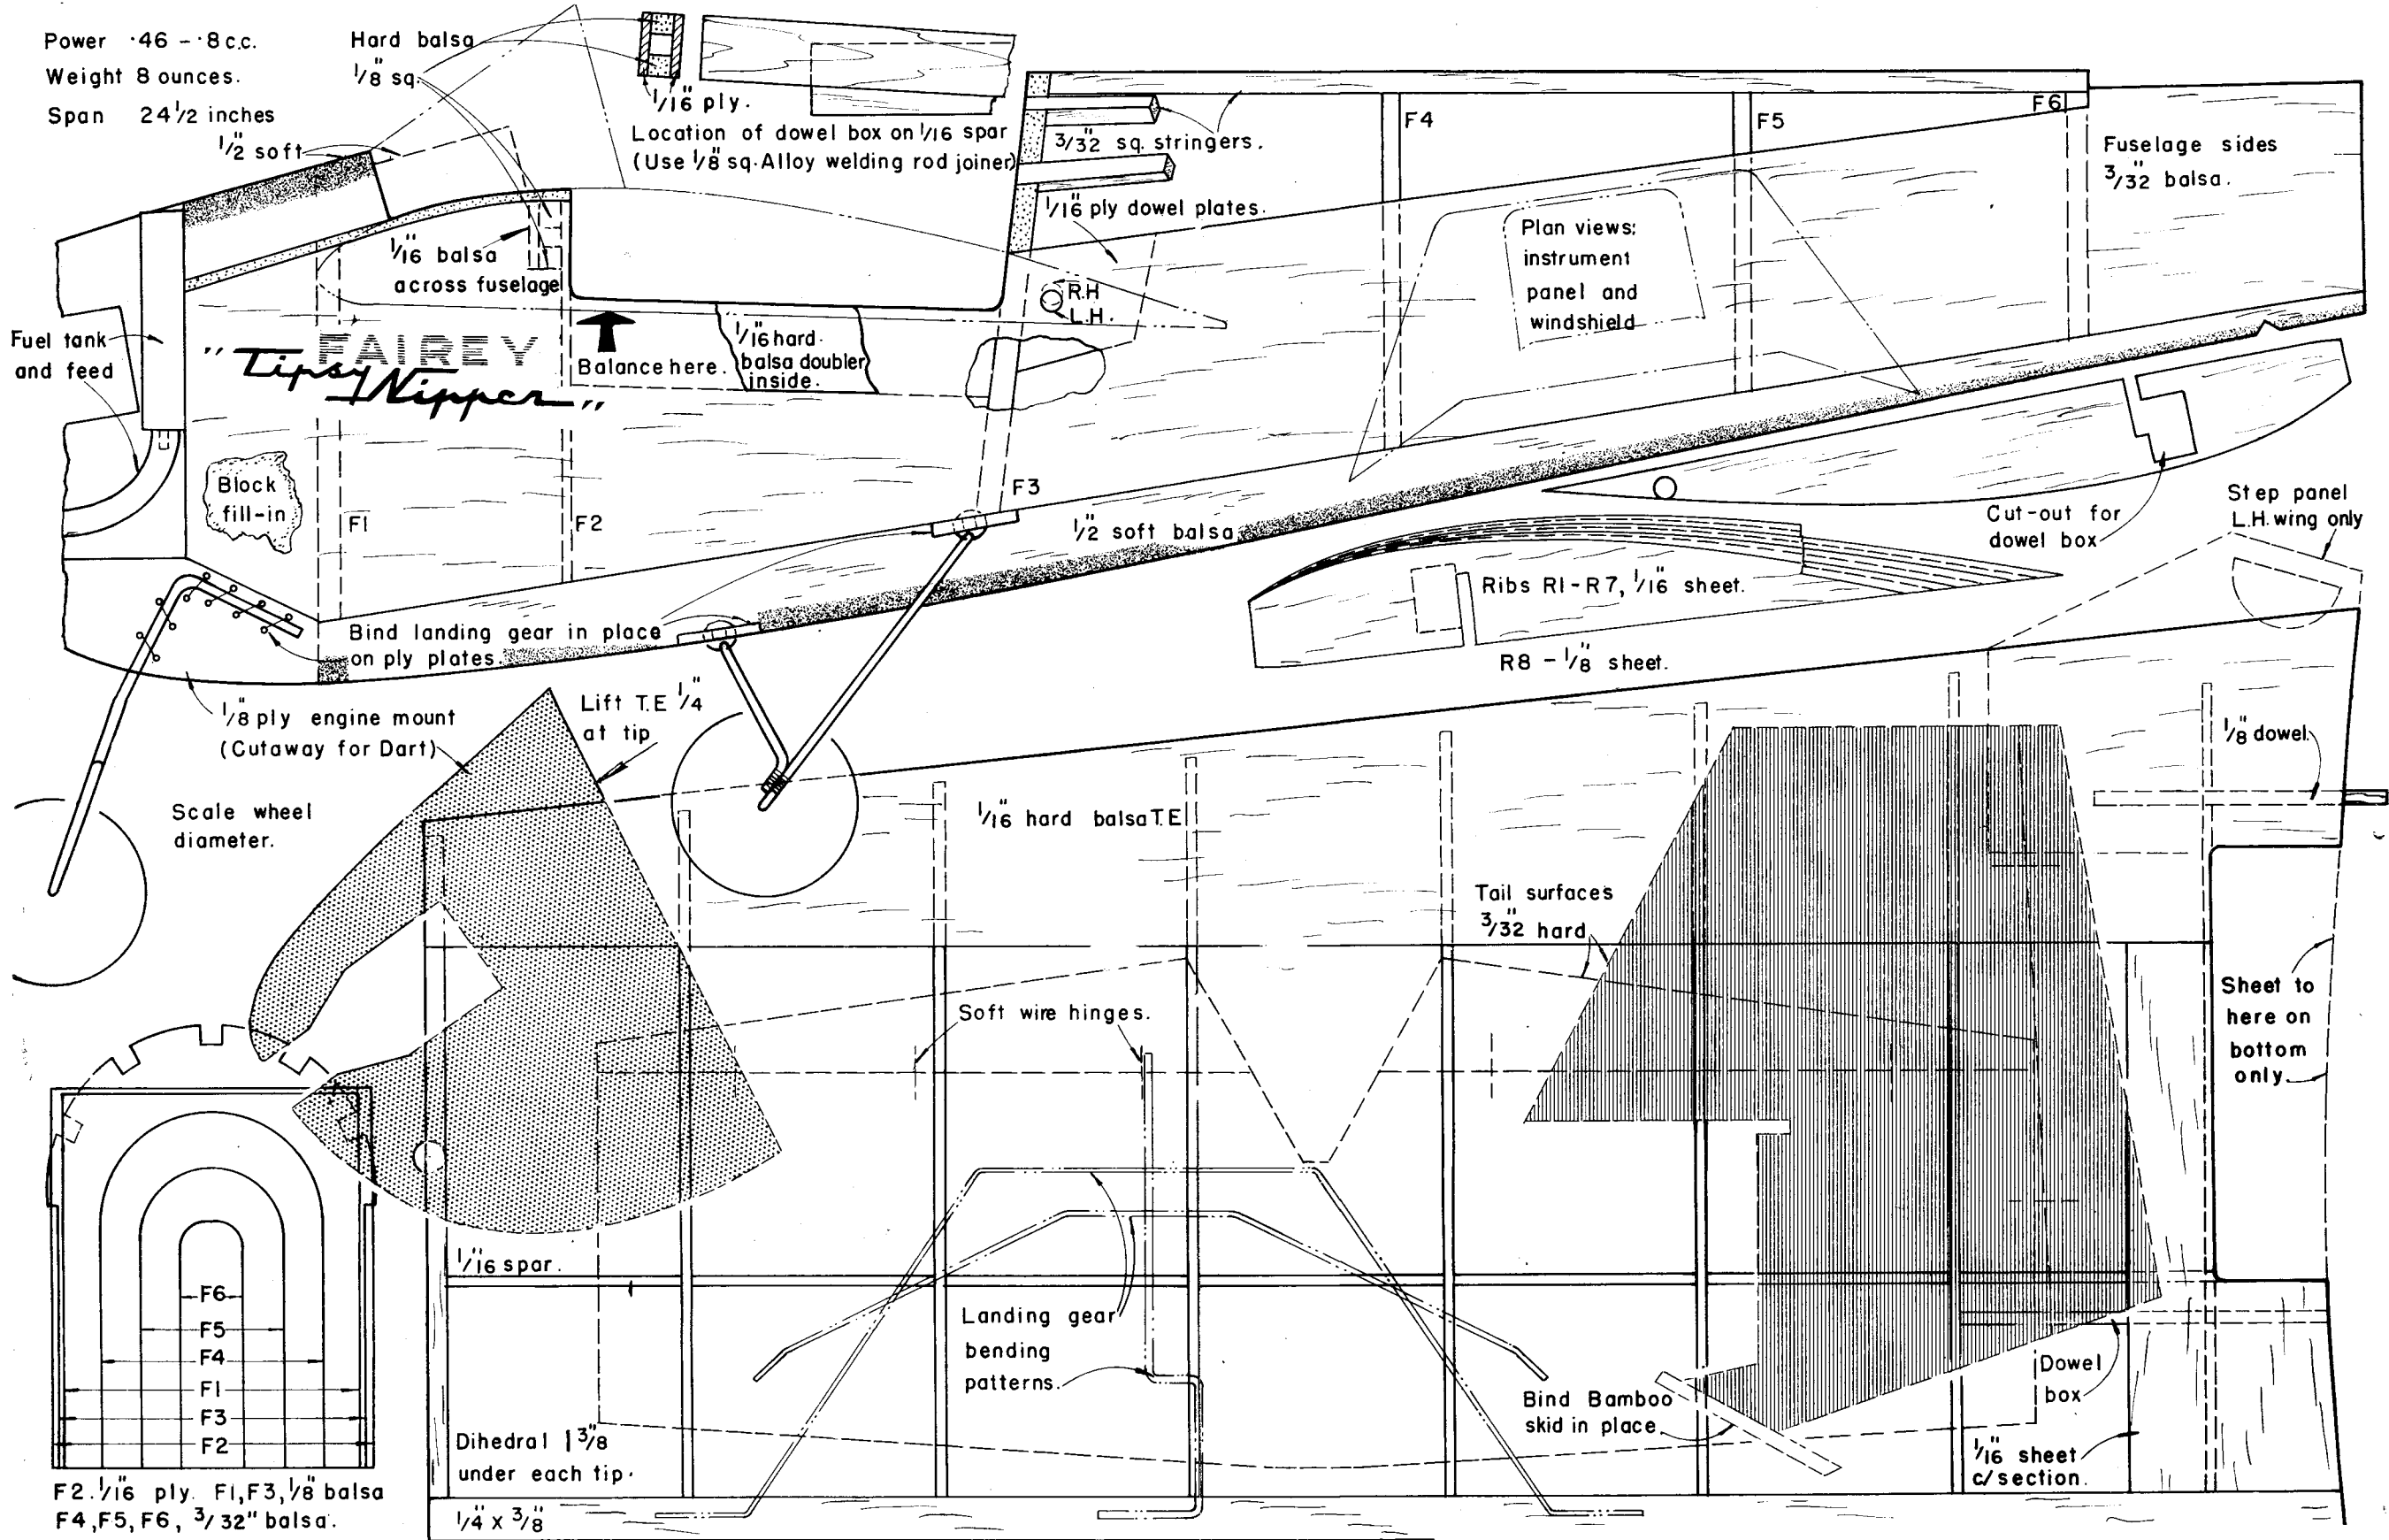 Power ·46 – ·8 c.c.
Weight 8 ounces.
Span 24 1/2 inches
Hard balsa
1/8" sq.
1/2" soft
1/16" ply.
Location of dowel box on 1/16 spar
(Use 1/8" sq. Alloy welding rod joiner)
3/32" sq. stringers.
F4
F5
F6
Fuselage sides
3/32" balsa.
1/16" ply dowel plates.
Plan views;
instrument
panel and
windshield
1/16" balsa
across fuselage
R.H
L.H.
Fuel tank
and feed
"FAIREY
Tipsy Nipper"
Balance here.
1/16" hard
balsa doubler
inside.
Block
fill-in
F1
F2
F3
1/2" soft balsa
Cut-out for
dowel box
Step panel
L.H. wing only
Ribs R1-R7, 1/16" sheet.
R8 – 1/8" sheet.
Bind landing gear in place
on ply plates.
1/8" ply engine mount
(Cutaway for Dart)
Lift T.E 1/4"
at tip
Scale wheel
diameter.
1/16" hard balsa T.E
1/8" dowel.
Tail surfaces
3/32" hard
Soft wire hinges.
Sheet to
here on
bottom
only
1/16" spar.
F6
F5
F4
F1
F3
F2
Landing gear
bending
patterns.
Dowel
box
Bind Bamboo
skid in place
Dihedral 1 3/8"
under each tip.
1/16" sheet
c/section.
F2. 1/16" ply. F1, F3, 1/8" balsa
F4, F5, F6, 3/32" balsa.
1/4" x 3/8"